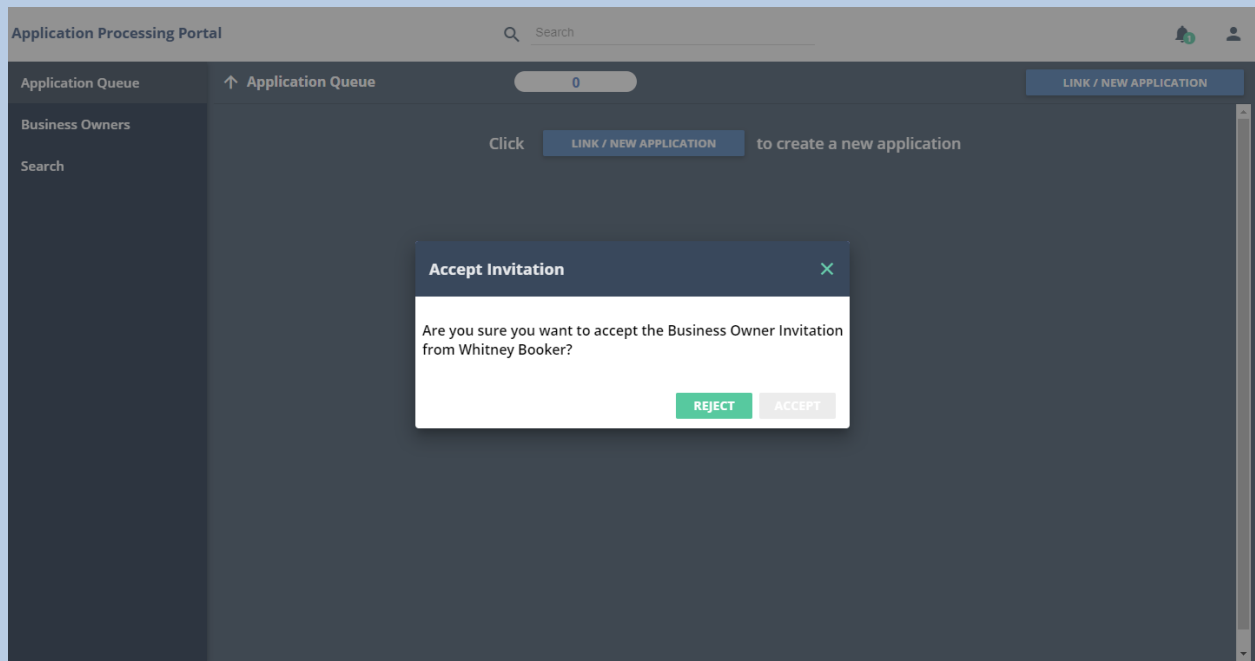 Application Processing Portal
Search
1
Application Queue
Application Queue
0
LINK / NEW APPLICATION
Business Owners
Search
Click LINK / NEW APPLICATION to create a new application
Accept Invitation
Are you sure you want to accept the Business Owner Invitation
from Whitney Booker?
REJECT
ACCEPT